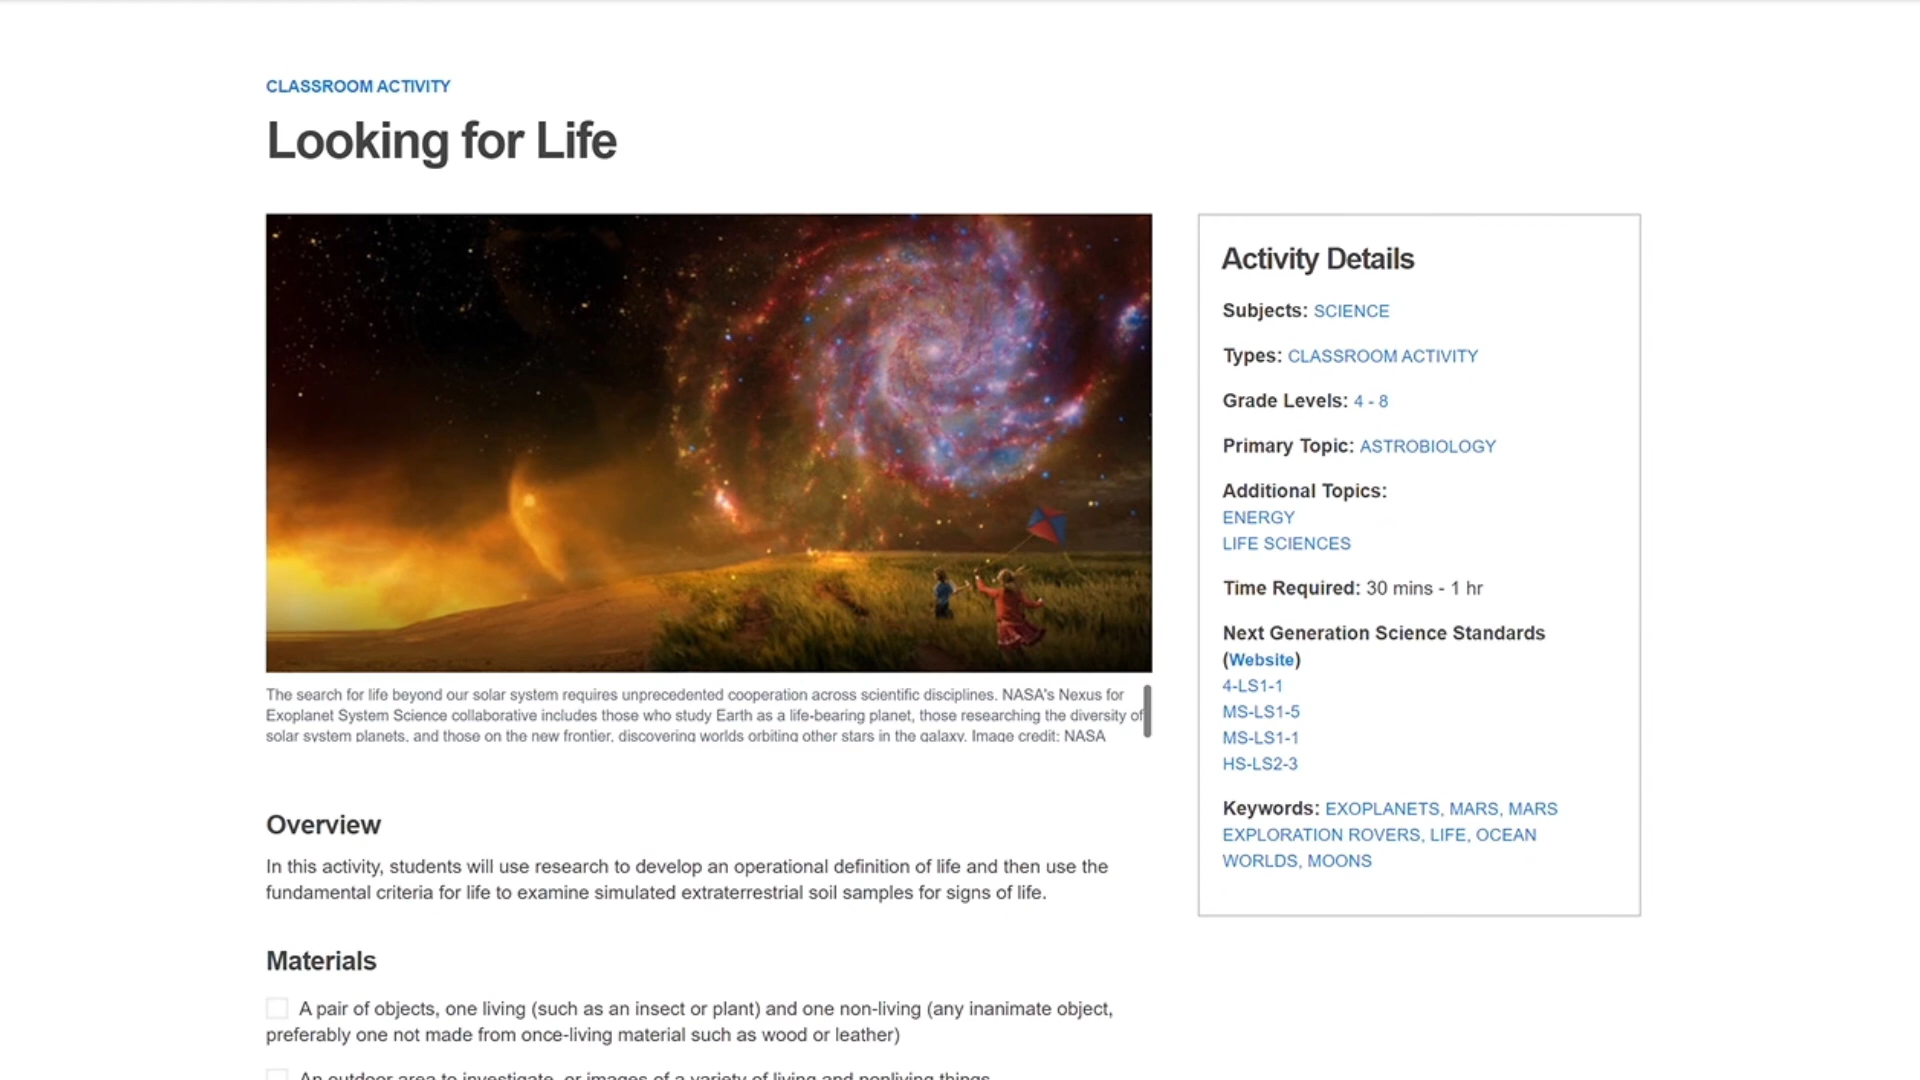 CLASSROOM ACTIVITY
Looking for Life
The search for life beyond our solar system requires unprecedented cooperation across scientific disciplines. NASA's Nexus for
Exoplanet System Science collaborative includes those who study Earth as a life-bearing planet, those researching the diversity of
solar system planets, and those on the new frontier, discovering worlds orbiting other stars in the galaxy. Image credit: NASA
Overview
In this activity, students will use research to develop an operational definition of life and then use the
fundamental criteria for life to examine simulated extraterrestrial soil samples for signs of life.
Materials
A pair of objects, one living (such as an insect or plant) and one non-living (any inanimate object,
preferably one not made from once-living material such as wood or leather)
An outdoor area to investigate, or images of a variety of living and nonliving things
Activity Details
Subjects: SCIENCE
Types: CLASSROOM ACTIVITY
Grade Levels: 4 - 8
Primary Topic: ASTROBIOLOGY
Additional Topics:
ENERGY
LIFE SCIENCES
Time Required: 30 mins - 1 hr
Next Generation Science Standards
(Website)
4-LS1-1
MS-LS1-5
MS-LS1-1
HS-LS2-3
Keywords: EXOPLANETS, MARS, MARS
EXPLORATION ROVERS, LIFE, OCEAN
WORLDS, MOONS